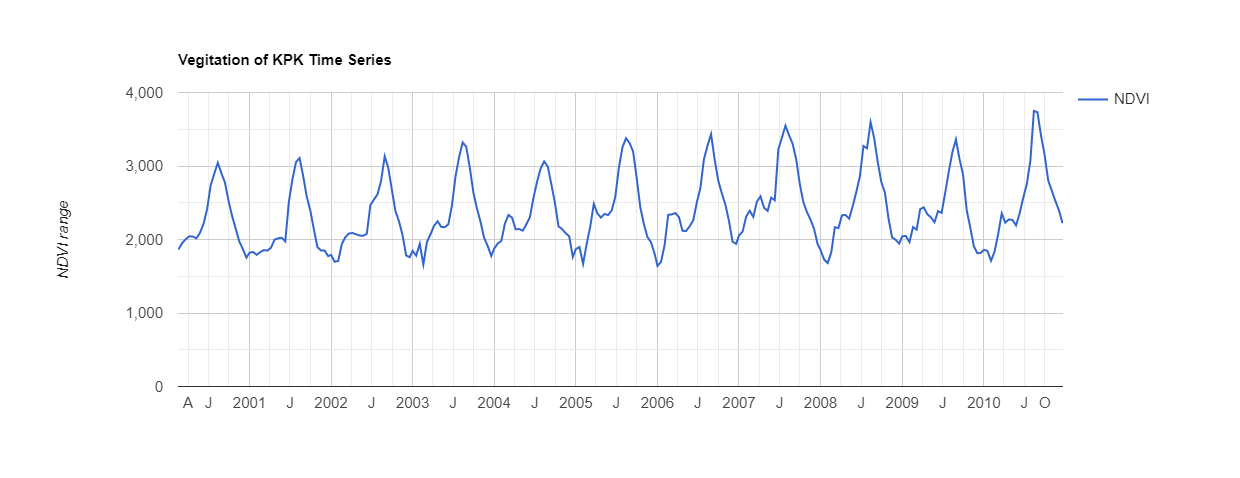 Vegitation of KPK Time Series
4,000
3,000
2,000
1,000
0
NDVI range
NDVI
A J 2001 J 2002 J 2003 J 2004 J 2005 J 2006 J 2007 J 2008 J 2009 J 2010 J O